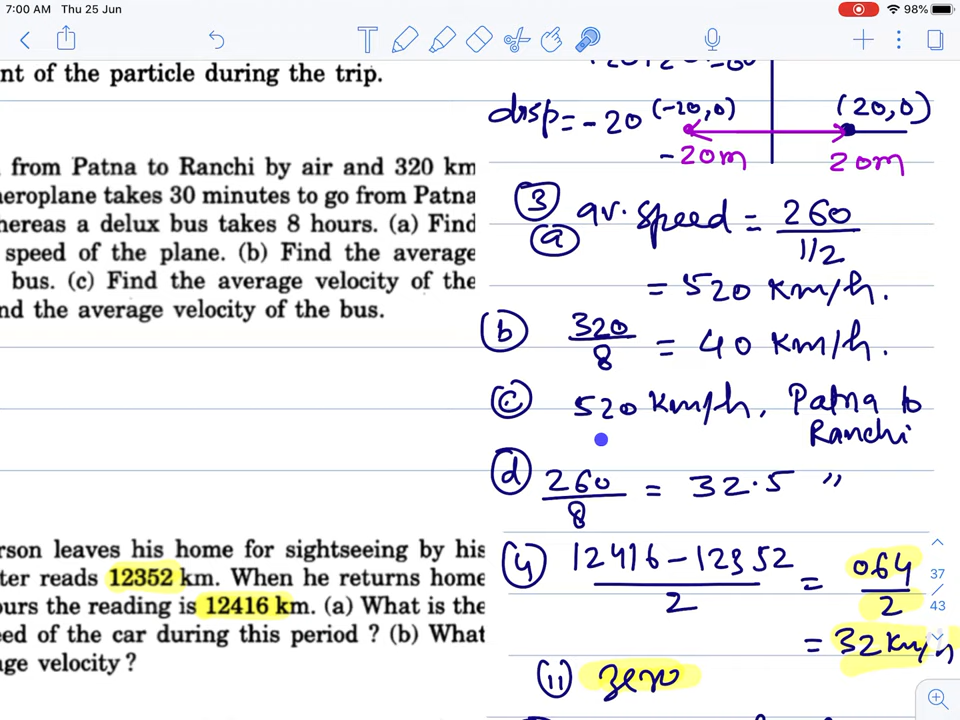 7:00 AM Thu 25 Jun
98%
nt of the particle during the trip.
disp = -20 (-20,0)
(20,0)
-20m
20m
from Patna to Ranchi by air and 320 km
eroplane takes 30 minutes to go from Patna
hereas a delux bus takes 8 hours. (a) Find
speed of the plane. (b) Find the average
bus. (c) Find the average velocity of the
nd the average velocity of the bus.
3
a av. speed = 260
1/2
= 520 km/h.
b 320/8 = 40 km/h.
c 520 km/h, Patna to
Ranchi
d 260/8 = 32.5 "
rson leaves his home for sightseeing by his
ter reads 12352 km. When he returns home
ours the reading is 12416 km. (a) What is the
eed of the car during this period ? (b) What
ge velocity ?
4 12416-12352
2
= 064
2
= 32 km/h
(ii) zero
37
/
43